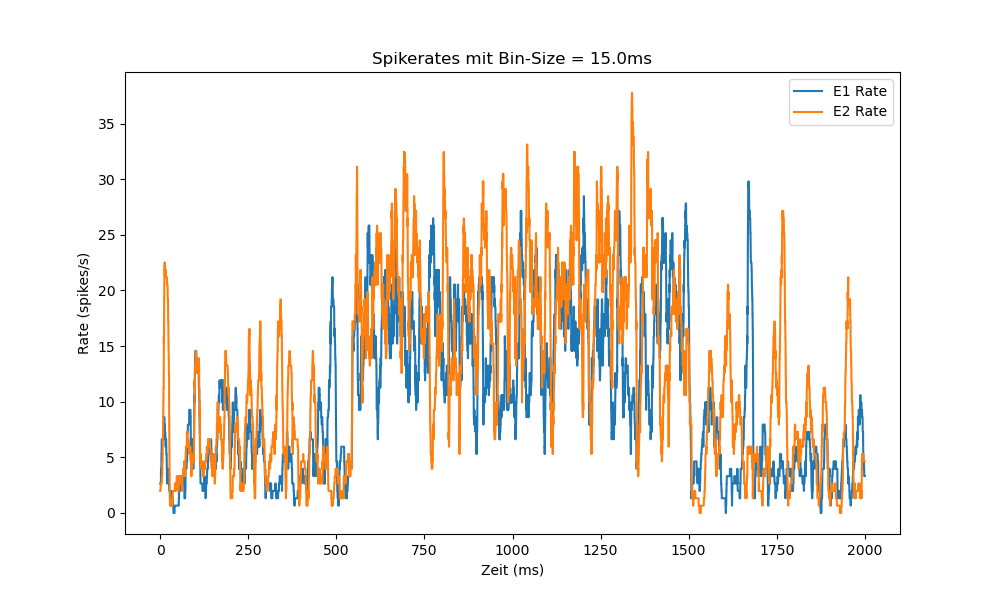 Spikerates mit Bin-Size = 15.0ms
E1 Rate
E2 Rate
Rate (spikes/s)
35
30
25
20
15
10
5
0
0 250 500 750 1000 1250 1500 1750 2000
Zeit (ms)